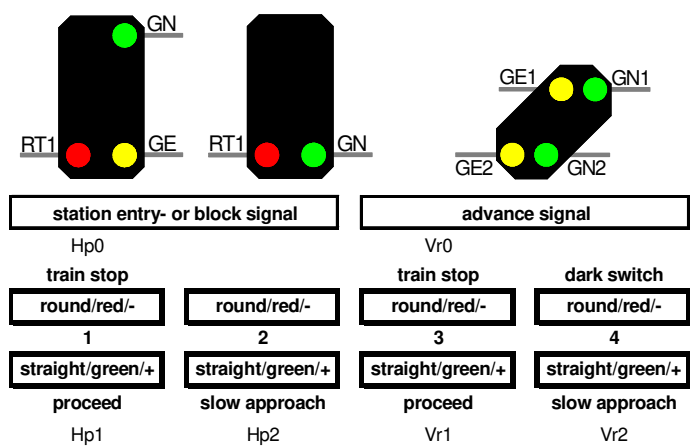 GN
GE1 GN1
RT1 GE RT1 GN
GE2 GN2
station entry- or block signal advance signal
Hp0 Vr0
train stop train stop dark switch
round/red/- round/red/- round/red/- round/red/-
1 2 3 4
straight/green/+ straight/green/+ straight/green/+ straight/green/+
proceed slow approach proceed slow approach
Hp1 Hp2 Vr1 Vr2